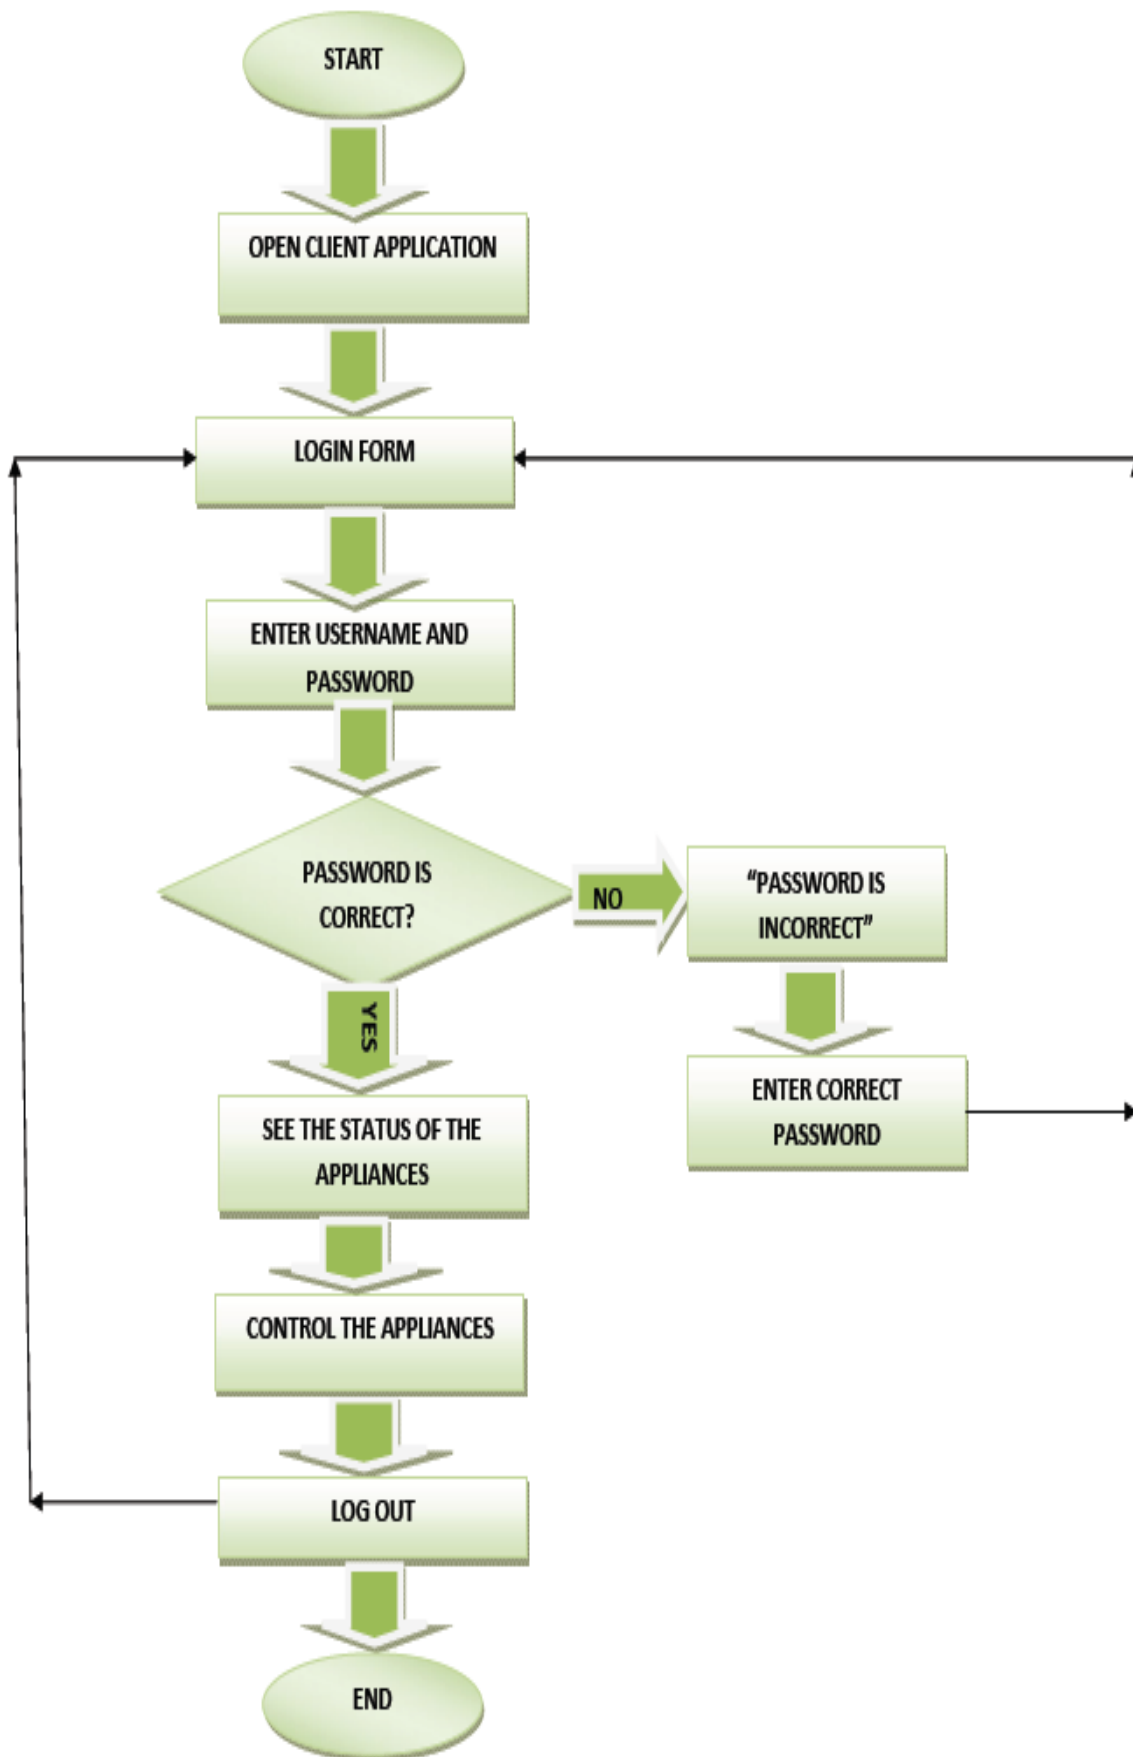 START
OPEN CLIENT APPLICATION
LOGIN FORM
ENTER USERNAME AND
PASSWORD
PASSWORD IS
CORRECT?
NO
“PASSWORD IS
INCORRECT”
YES
ENTER CORRECT
PASSWORD
SEE THE STATUS OF THE
APPLIANCES
CONTROL THE APPLIANCES
LOG OUT
END